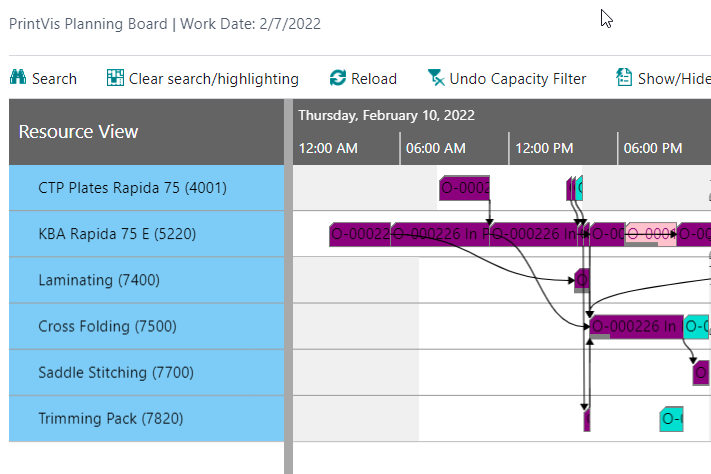 PrintVis Planning Board | Work Date: 2/7/2022
Search Clear search/highlighting Reload Undo Capacity Filter Show/Hide
Resource View
Thursday, February 10, 2022
12:00 AM 06:00 AM 12:00 PM 06:00 PM
CTP Plates Rapida 75 (4001) O-0002
KBA Rapida 75 E (5220) O-00022 O-000226 In P O-000226 In O-00 O-000 O-0
Laminating (7400) O
Cross Folding (7500) O-000226 In O-0
Saddle Stitching (7700) O
Trimming Pack (7820) O-